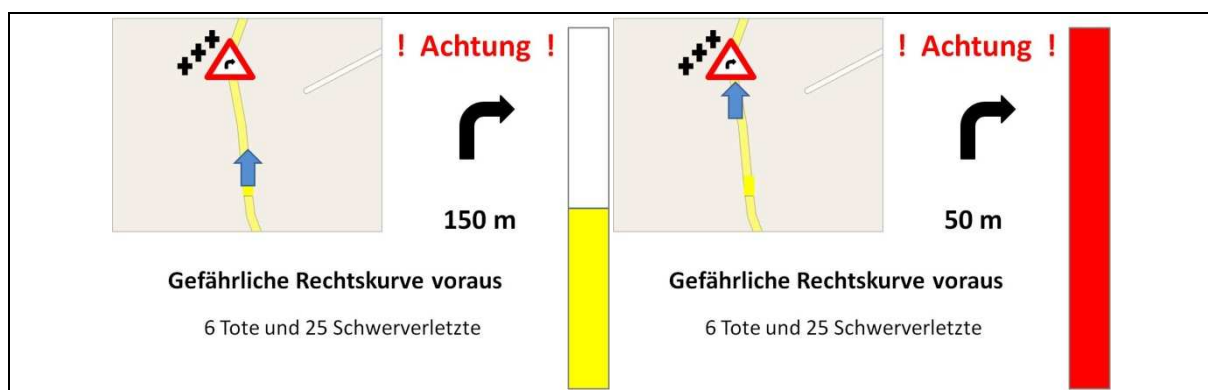 ! Achtung !
150 m
Gefährliche Rechtskurve voraus
6 Tote und 25 Schwerverletzte
! Achtung !
50 m
Gefährliche Rechtskurve voraus
6 Tote und 25 Schwerverletzte